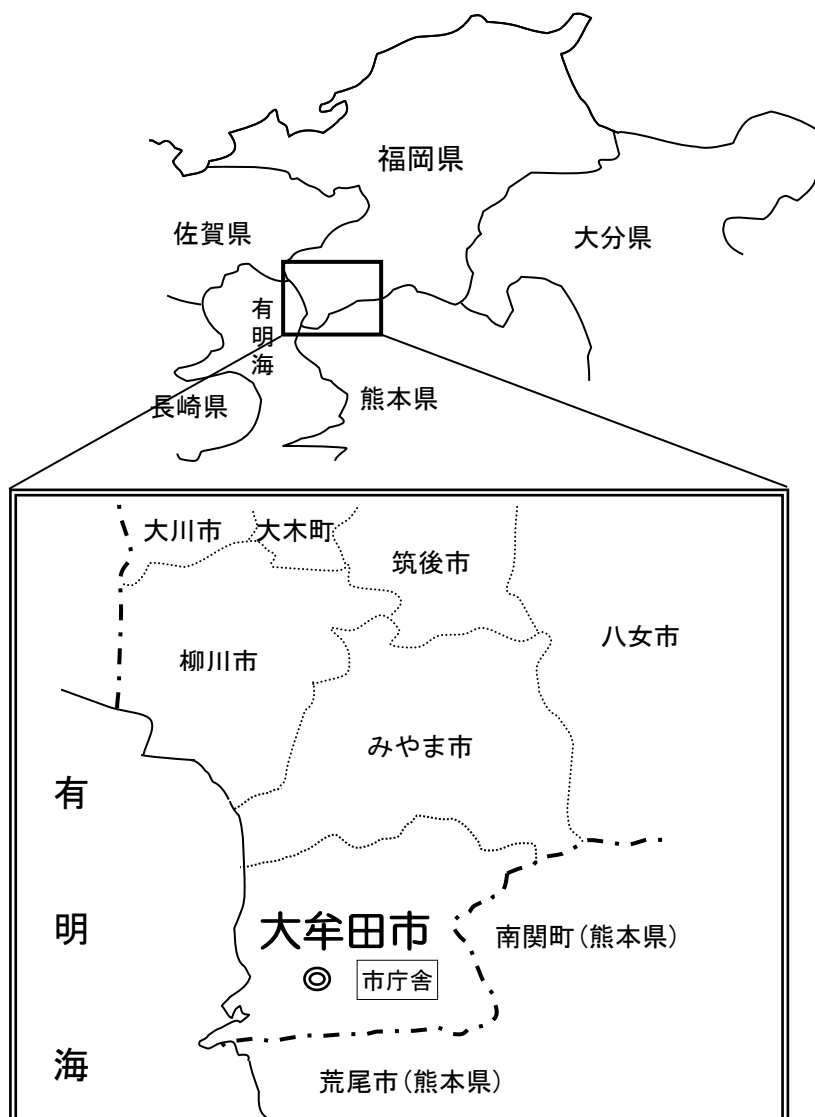 福岡県
佐賀県
大分県
有明海
長崎県
熊本県
大川市
大木町
筑後市
八女市
柳川市
みやま市
有明海
大牟田市
南関町(熊本県)
市庁舎
荒尾市(熊本県)